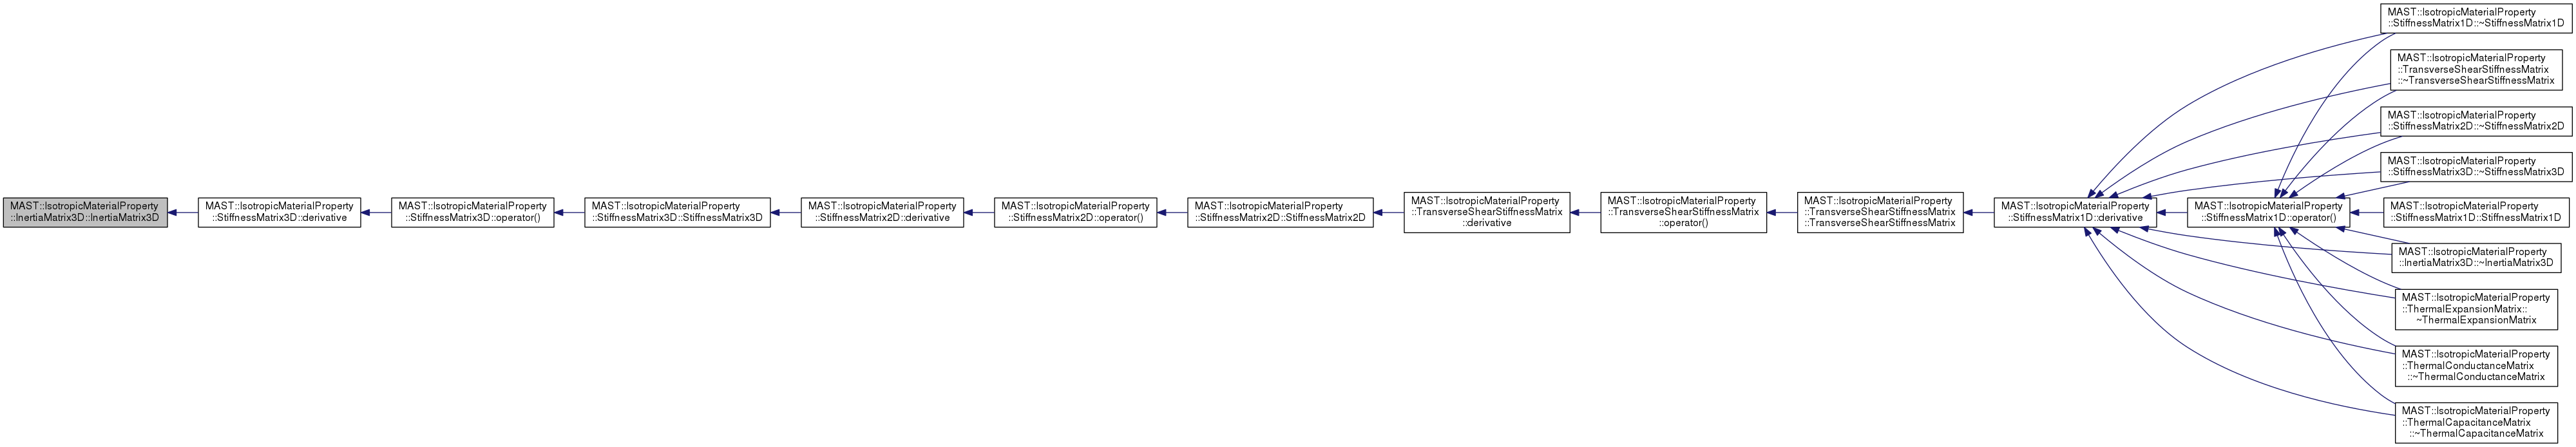 MAST::IsotropicMaterialProperty
::InertiaMatrix3D::InertiaMatrix3D
MAST::IsotropicMaterialProperty
::StiffnessMatrix3D::derivative
MAST::IsotropicMaterialProperty
::StiffnessMatrix3D::operator()
MAST::IsotropicMaterialProperty
::StiffnessMatrix3D::StiffnessMatrix3D
MAST::IsotropicMaterialProperty
::StiffnessMatrix2D::derivative
MAST::IsotropicMaterialProperty
::StiffnessMatrix2D::operator()
MAST::IsotropicMaterialProperty
::StiffnessMatrix2D::StiffnessMatrix2D
MAST::IsotropicMaterialProperty
::TransverseShearStiffnessMatrix
::derivative
MAST::IsotropicMaterialProperty
::TransverseShearStiffnessMatrix
::operator()
MAST::IsotropicMaterialProperty
::TransverseShearStiffnessMatrix
::TransverseShearStiffnessMatrix
MAST::IsotropicMaterialProperty
::StiffnessMatrix1D::derivative
MAST::IsotropicMaterialProperty
::StiffnessMatrix1D::operator()
MAST::IsotropicMaterialProperty
::StiffnessMatrix1D::~StiffnessMatrix1D
MAST::IsotropicMaterialProperty
::TransverseShearStiffnessMatrix
::~TransverseShearStiffnessMatrix
MAST::IsotropicMaterialProperty
::StiffnessMatrix2D::~StiffnessMatrix2D
MAST::IsotropicMaterialProperty
::StiffnessMatrix3D::~StiffnessMatrix3D
MAST::IsotropicMaterialProperty
::StiffnessMatrix1D::StiffnessMatrix1D
MAST::IsotropicMaterialProperty
::InertiaMatrix3D::~InertiaMatrix3D
MAST::IsotropicMaterialProperty
::ThermalExpansionMatrix::
~ThermalExpansionMatrix
MAST::IsotropicMaterialProperty
::ThermalConductanceMatrix
::~ThermalConductanceMatrix
MAST::IsotropicMaterialProperty
::ThermalCapacitanceMatrix
::~ThermalCapacitanceMatrix